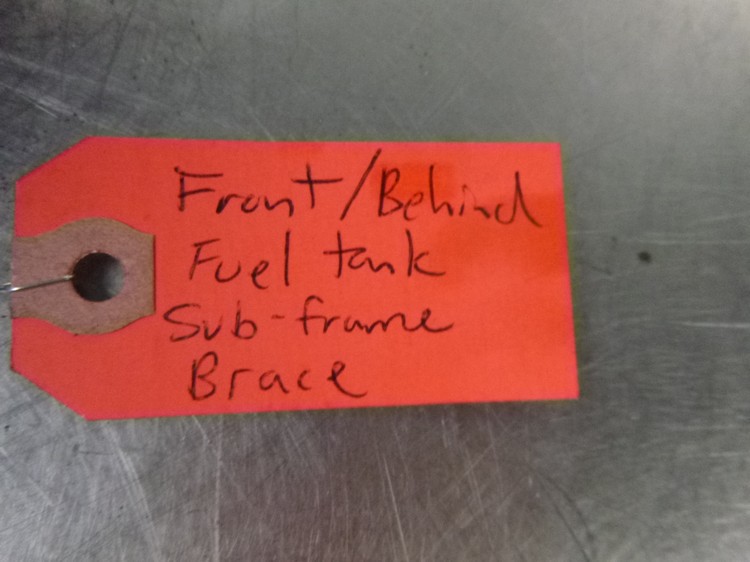 Front/Behind
Fuel tank
Sub-frame
Brace